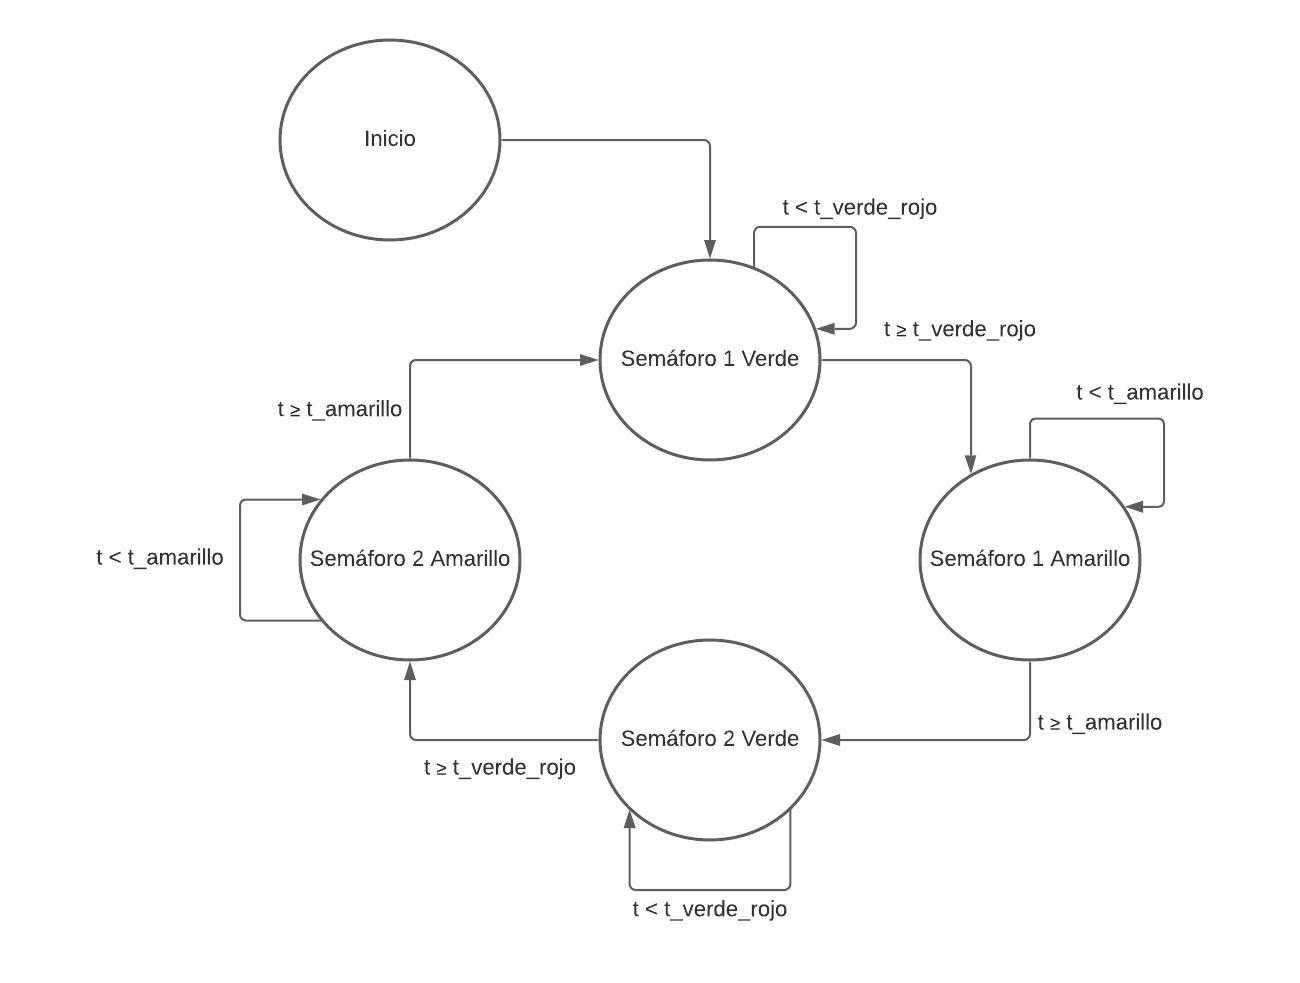 Inicio
t < t_verde_rojo
t ≥ t_verde_rojo
Semáforo 1 Verde
t < t_amarillo
t ≥ t_amarillo
t < t_amarillo
Semáforo 2 Amarillo
Semáforo 1 Amarillo
t ≥ t_amarillo
Semáforo 2 Verde
t ≥ t_verde_rojo
t < t_verde_rojo